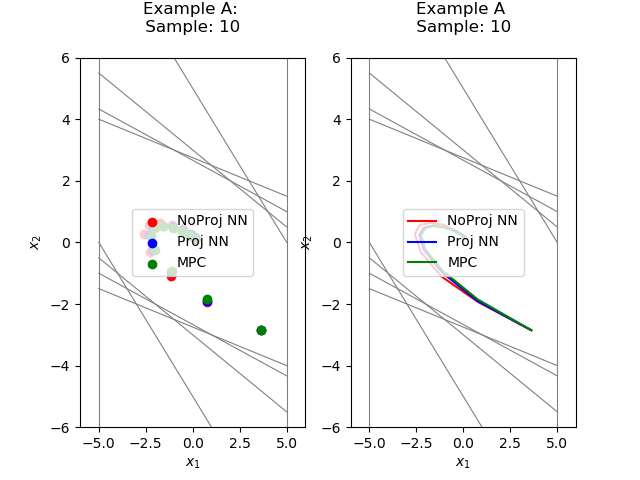 Example A:
Sample: 10
6
4
2
0
−2
−4
−6
x₂
NoProj NN
Proj NN
MPC
−5.0
−2.5
0.0
2.5
5.0
x₁
Example A
Sample: 10
6
4
2
0
−2
−4
−6
x₂
NoProj NN
Proj NN
MPC
−5.0
−2.5
0.0
2.5
5.0
x₁